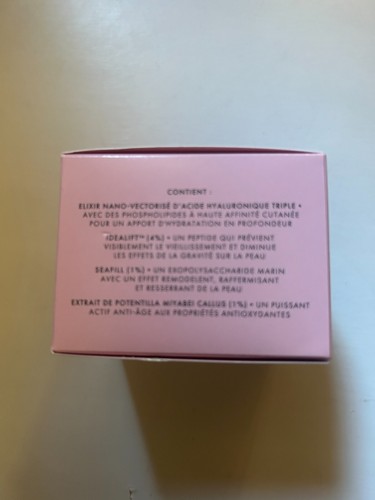 CONTIENT :
ELIXIR NANO-VECTORISÉ D'ACIDE HYALURONIQUE TRIPLE •
AVEC DES PHOSPHOLIPIDES À HAUTE AFFINITÉ CUTANÉE
POUR UN APPORT D'HYDRATATION EN PROFONDEUR
IDEALIFT™ (4%) • UN PEPTIDE QUI PRÉVIENT
VISIBLEMENT LE VIEILLISSEMENT ET DIMINUE
LES EFFETS DE LA GRAVITÉ SUR LA PEAU
SEAFILL (1%) • UN EXOPOLYSACCHARIDE MARIN
AVEC UN EFFET REMODELENT, RAFFERMISSANT
ET RESSERRANT DE LA PEAU
EXTRAIT DE POTENTILLA MIYABEI CALLUS (1%) • UN PUISSANT
ACTIF ANTI-ÂGE AUX PROPRIÉTÉS ANTIOXYDANTES